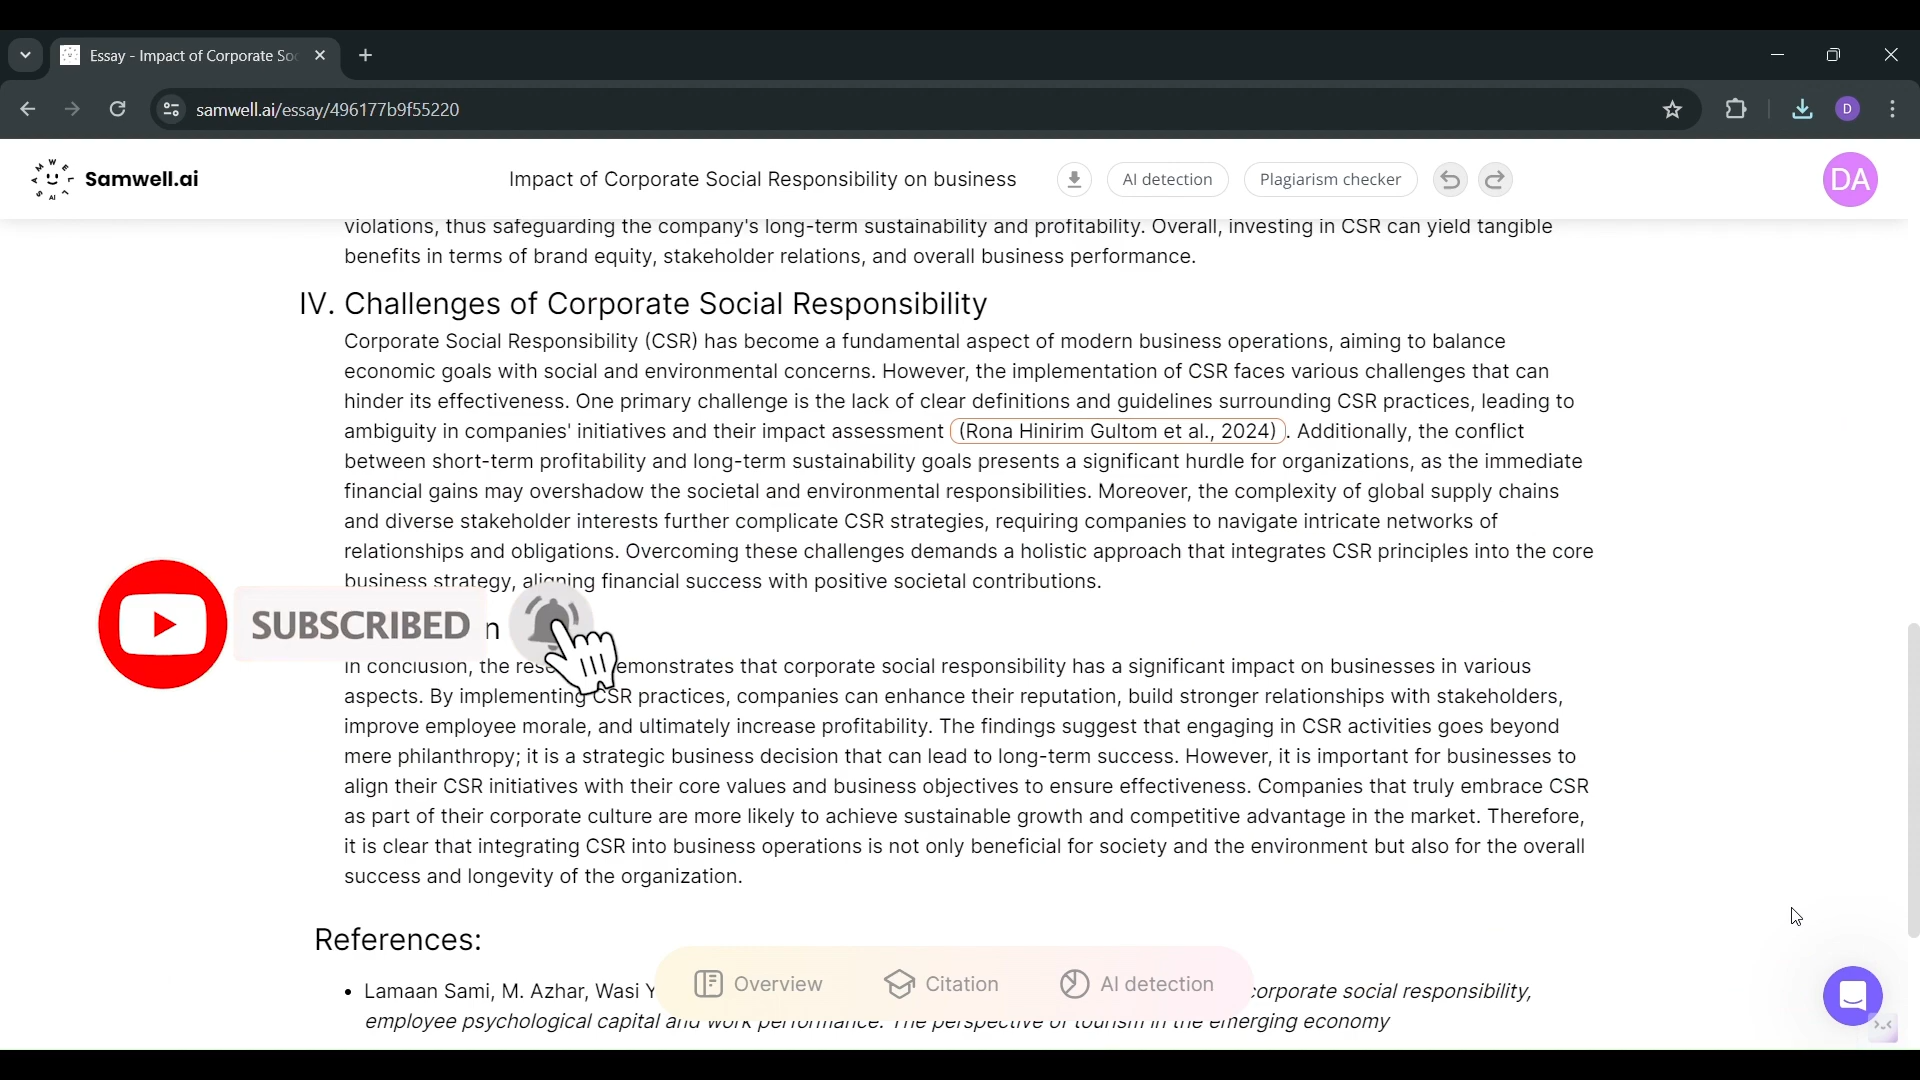 Essay - Impact of Corporate Soc
samwell.ai/essay/496177b9f55220
D
Samwell.ai
Impact of Corporate Social Responsibility on business
AI detection
Plagiarism checker
DA
violations, thus safeguarding the company's long-term sustainability and profitability. Overall, investing in CSR can yield tangible
benefits in terms of brand equity, stakeholder relations, and overall business performance.
IV. Challenges of Corporate Social Responsibility
Corporate Social Responsibility (CSR) has become a fundamental aspect of modern business operations, aiming to balance
economic goals with social and environmental concerns. However, the implementation of CSR faces various challenges that can
hinder its effectiveness. One primary challenge is the lack of clear definitions and guidelines surrounding CSR practices, leading to
ambiguity in companies' initiatives and their impact assessment (Rona Hinirim Gultom et al., 2024). Additionally, the conflict
between short-term profitability and long-term sustainability goals presents a significant hurdle for organizations, as the immediate
financial gains may overshadow the societal and environmental responsibilities. Moreover, the complexity of global supply chains
and diverse stakeholder interests further complicate CSR strategies, requiring companies to navigate intricate networks of
relationships and obligations. Overcoming these challenges demands a holistic approach that integrates CSR principles into the core
business strategy, aligning financial success with positive societal contributions.
SUBSCRIBED
n
In conclusion, the res emonstrates that corporate social responsibility has a significant impact on businesses in various
aspects. By implementing CSR practices, companies can enhance their reputation, build stronger relationships with stakeholders,
improve employee morale, and ultimately increase profitability. The findings suggest that engaging in CSR activities goes beyond
mere philanthropy; it is a strategic business decision that can lead to long-term success. However, it is important for businesses to
align their CSR initiatives with their core values and business objectives to ensure effectiveness. Companies that truly embrace CSR
as part of their corporate culture are more likely to achieve sustainable growth and competitive advantage in the market. Therefore,
it is clear that integrating CSR into business operations is not only beneficial for society and the environment but also for the overall
success and longevity of the organization.
References:
• Lamaan Sami, M. Azhar, Wasi Y corporate social responsibility,
employee psychological capital and work performance. The perspective of tourism in the emerging economy
Overview
Citation
AI detection